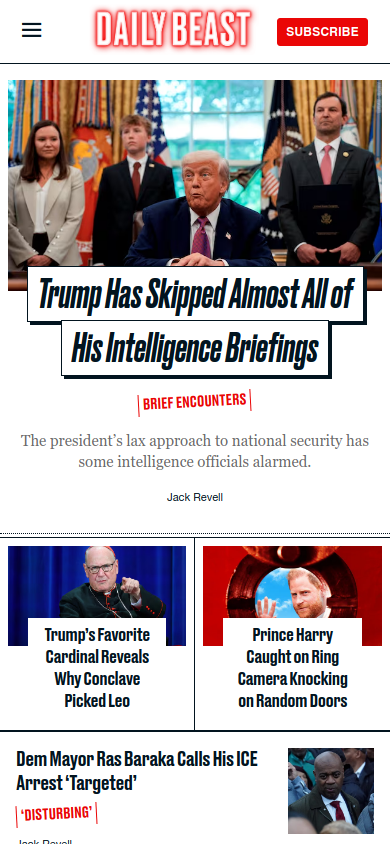 DAILY BEAST
SUBSCRIBE
Trump Has Skipped Almost All of
His Intelligence Briefings
BRIEF ENCOUNTERS
The president's lax approach to national security has
some intelligence officials alarmed.
Jack Revell
Trump's Favorite
Cardinal Reveals
Why Conclave
Picked Leo
Prince Harry
Caught on Ring
Camera Knocking
on Random Doors
Dem Mayor Ras Baraka Calls His ICE
Arrest ‘Targeted’
‘DISTURBING’
Jack Revell